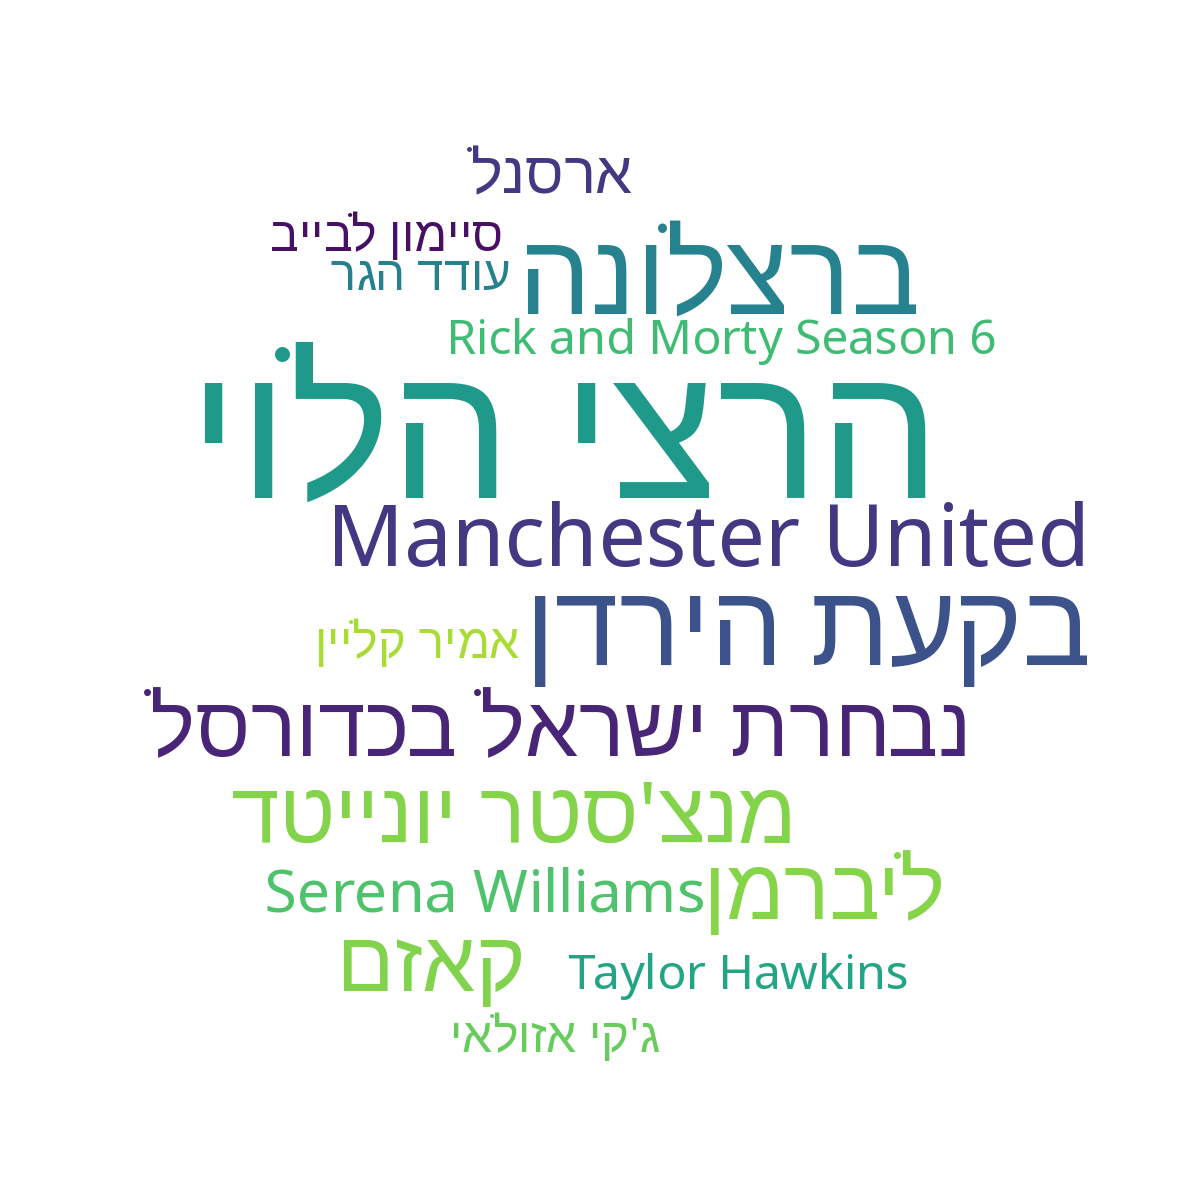 ארסנל
סיימון לבייב
ברצלונה
עודד הגר
Rick and Morty Season 6
הרצי הלוי
Manchester United
בקעת הירדן
אמיר קליין
נבחרת ישראל בכדורסל
מנצ'סטר יונייטד
ליברמן
Serena Williams
קאזם
Taylor Hawkins
ג'קי אזולאי